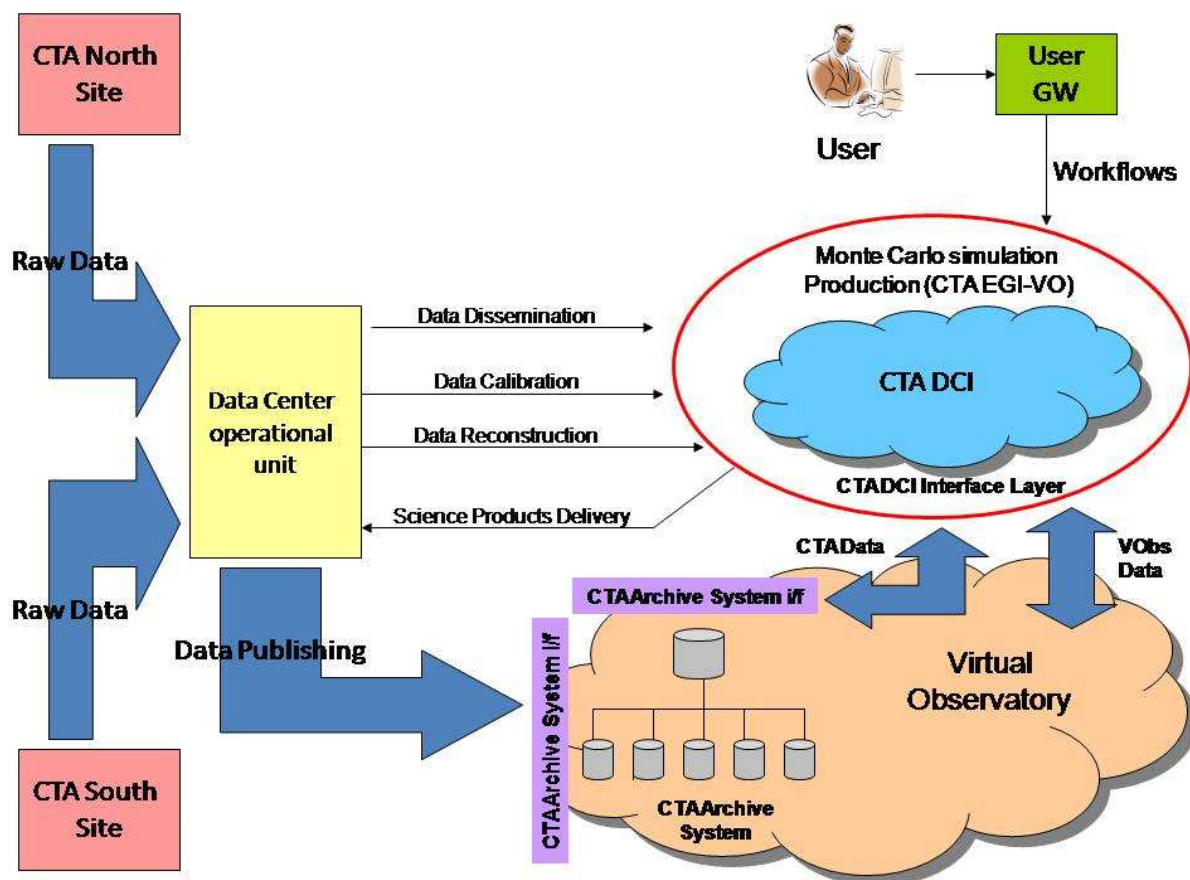 CTA North
Site
User
GW
User
Workflows
Raw Data
Monte Carlo simulation
Production (CTA EGI-VO)
Data Dissemination
CTA DCI
Data Calibration
Data Center
operational
unit
Data Reconstruction
CTADCI Interface Layer
Science Products Delivery
CTAData
VObs
Data
CTAArchive System i/f
Raw Data
Data Publishing
CTAArchive System i/f
Virtual
Observatory
CTA South
Site
CTAArchive
System